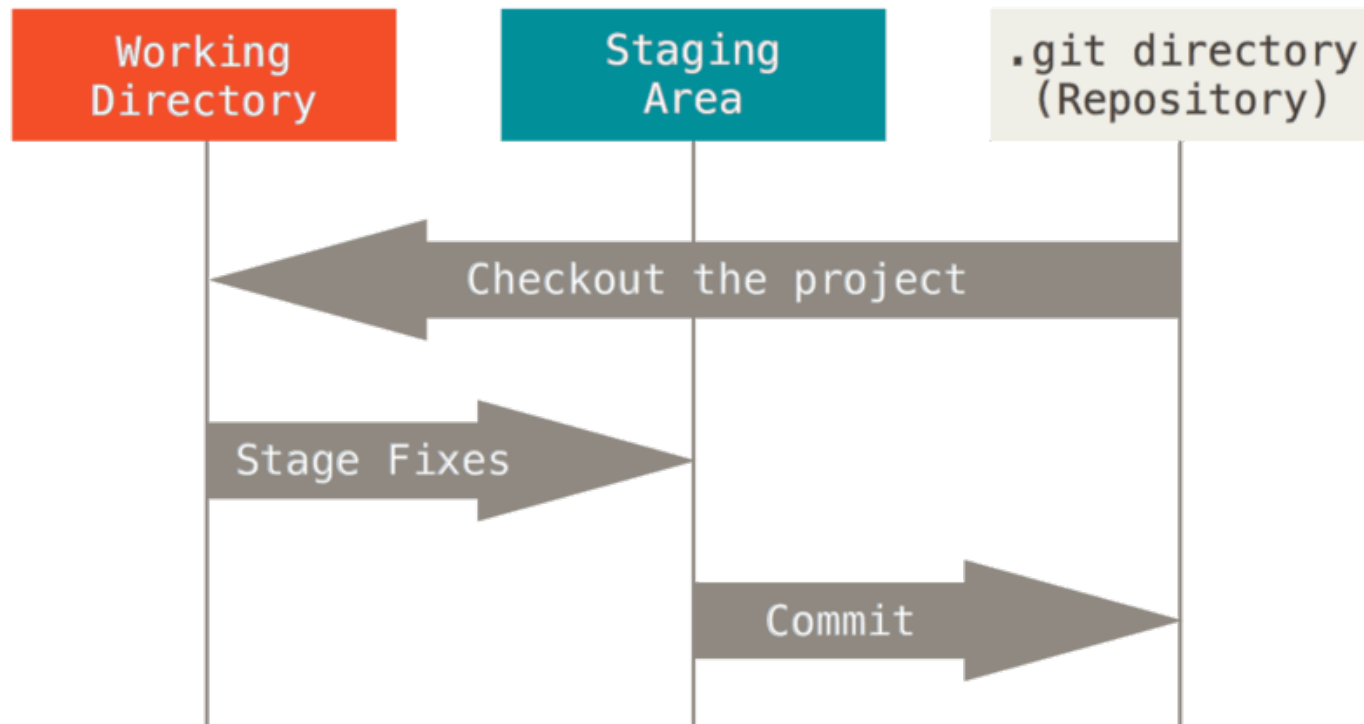 Working
Directory
Staging
Area
.git directory
(Repository)
Checkout the project
Stage Fixes
Commit